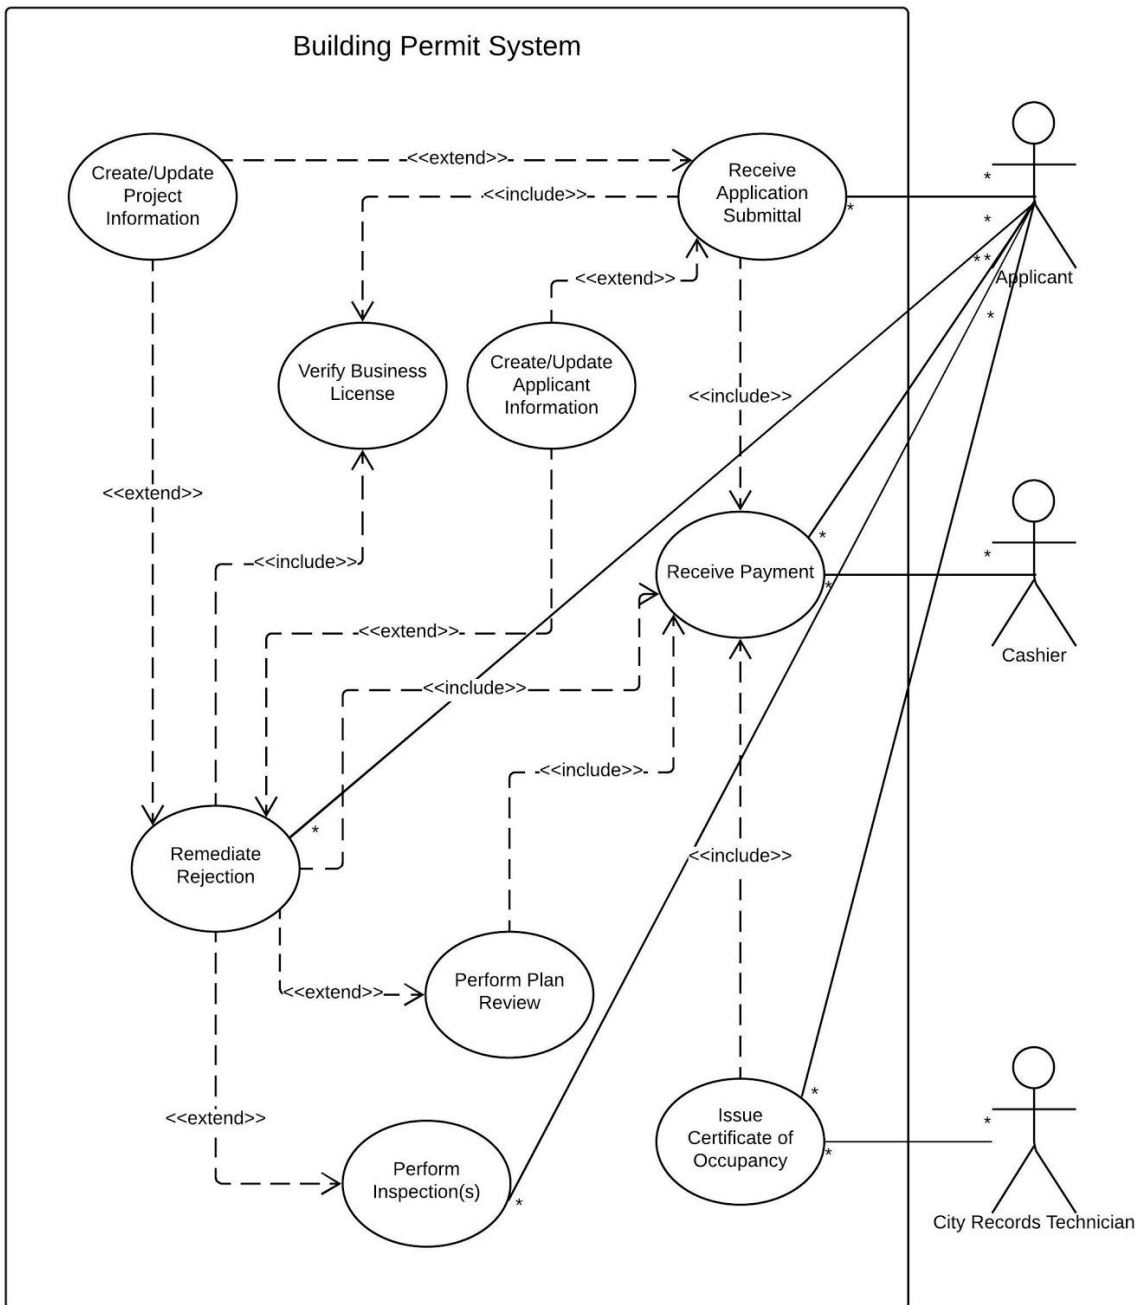 Building Permit System
Create/Update
Project
Information
<<extend>>
Receive
Application
Submittal
*
*
*
* *
*
Applicant
<<include>>
<<extend>>
Verify Business
License
Create/Update
Applicant
Information
<<include>>
<<extend>>
<<include>>
Receive Payment
*
*
*
Cashier
<<extend>>
<<include>>
<<include>>
Remediate
Rejection
*
<<include>>
<<extend>>
Perform Plan
Review
<<extend>>
Perform
Inspection(s)
*
Issue
Certificate of
Occupancy
*
*
*
City Records Technician